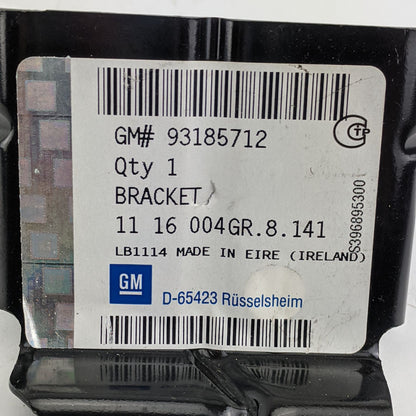 GM# 93185712
Qty 1
BRACKET
11 16 004GR.8.141
LB1114 MADE IN EIRE (IRELAND)
GM
D-65423 Rüsselsheim
S396895300